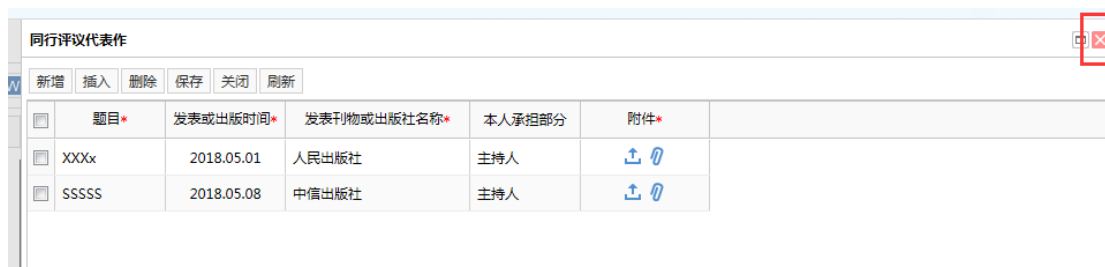 同行评议代表作
W
新增 插入 删除 保存 关闭 刷新
题目* 发表或出版时间* 发表刊物或出版社名称* 本人承担部分 附件*
XXXx 2018.05.01 人民出版社 主持人
SSSSS 2018.05.08 中信出版社 主持人